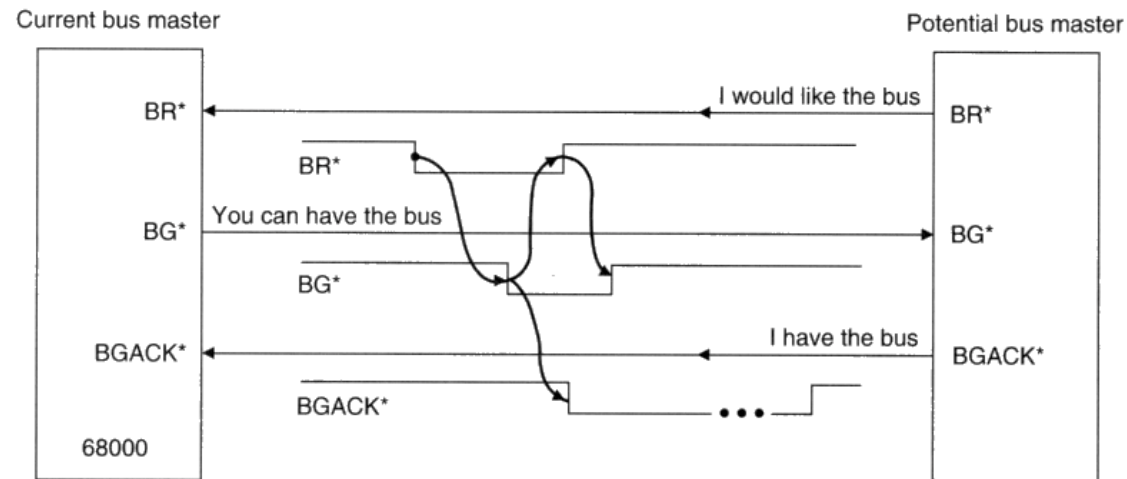 Current bus master
Potential bus master
BR*
I would like the bus
BR*
BR*
BG*
You can have the bus
BG*
BG*
BGACK*
I have the bus
BGACK*
BGACK*
68000